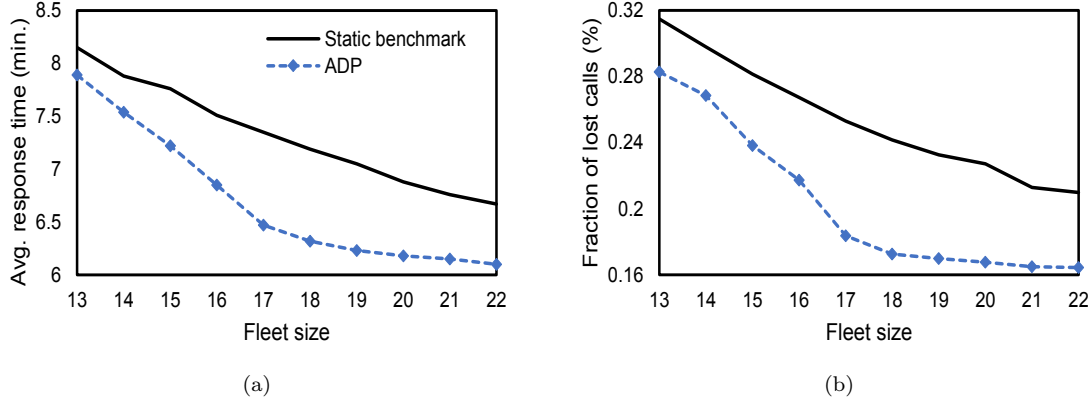 Avg. response time (min.)
8.5
8
7.5
7
6.5
6
Static benchmark
ADP
13 14 15 16 17 18 19 20 21 22
Fleet size
(a)
Fraction of lost calls (%)
0.32
0.28
0.24
0.2
0.16
13 14 15 16 17 18 19 20 21 22
Fleet size
(b)